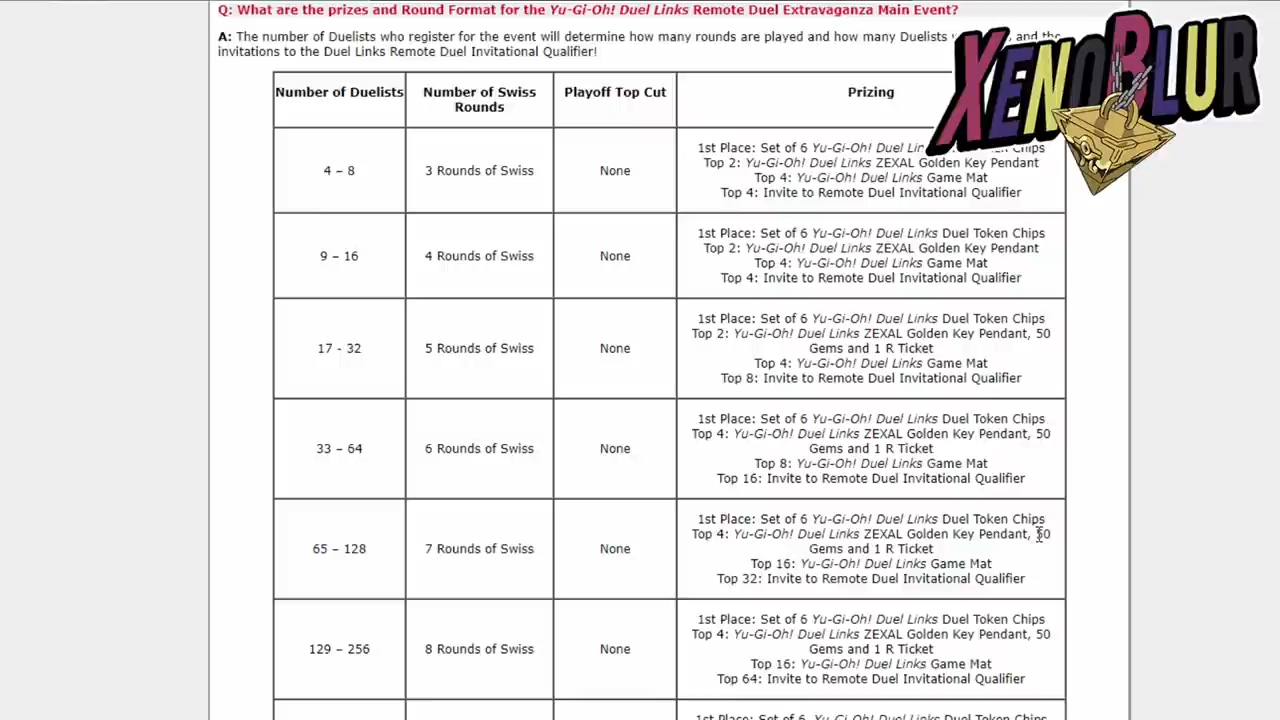 Q: What are the prizes and Round Format for the Yu-Gi-Oh! Duel Links Remote Duel Extravaganza Main Event?
A: The number of Duelists who register for the event will determine how many rounds are played and how many Duelists and the
invitations to the Duel Links Remote Duel Invitational Qualifier!
XENOBLUR
Number of Duelists
Number of Swiss
Rounds
Playoff Top Cut
Prizing
4 – 8
3 Rounds of Swiss
None
1st Place: Set of 6 Yu-Gi-Oh! Duel Chips
Top 2: Yu-Gi-Oh! Duel Links ZEXAL Golden Key Pendant
Top 4: Yu-Gi-Oh! Duel Links Game Mat
Top 4: Invite to Remote Duel Invitational Qualifier
9 – 16
4 Rounds of Swiss
None
1st Place: Set of 6 Yu-Gi-Oh! Duel Links Duel Token Chips
Top 2: Yu-Gi-Oh! Duel Links ZEXAL Golden Key Pendant
Top 4: Yu-Gi-Oh! Duel Links Game Mat
Top 4: Invite to Remote Duel Invitational Qualifier
17 - 32
5 Rounds of Swiss
None
1st Place: Set of 6 Yu-Gi-Oh! Duel Links Duel Token Chips
Top 2: Yu-Gi-Oh! Duel Links ZEXAL Golden Key Pendant, 50
Gems and 1 R Ticket
Top 4: Yu-Gi-Oh! Duel Links Game Mat
Top 8: Invite to Remote Duel Invitational Qualifier
33 – 64
6 Rounds of Swiss
None
1st Place: Set of 6 Yu-Gi-Oh! Duel Links Duel Token Chips
Top 4: Yu-Gi-Oh! Duel Links ZEXAL Golden Key Pendant, 50
Gems and 1 R Ticket
Top 8: Yu-Gi-Oh! Duel Links Game Mat
Top 16: Invite to Remote Duel Invitational Qualifier
65 – 128
7 Rounds of Swiss
None
1st Place: Set of 6 Yu-Gi-Oh! Duel Links Duel Token Chips
Top 4: Yu-Gi-Oh! Duel Links ZEXAL Golden Key Pendant, 50
Gems and 1 R Ticket
Top 16: Yu-Gi-Oh! Duel Links Game Mat
Top 32: Invite to Remote Duel Invitational Qualifier
129 – 256
8 Rounds of Swiss
None
1st Place: Set of 6 Yu-Gi-Oh! Duel Links Duel Token Chips
Top 4: Yu-Gi-Oh! Duel Links ZEXAL Golden Key Pendant, 50
Gems and 1 R Ticket
Top 16: Yu-Gi-Oh! Duel Links Game Mat
Top 64: Invite to Remote Duel Invitational Qualifier
1st Place: Set of 6 Yu-Gi-Oh! Duel Links Duel Token Chips